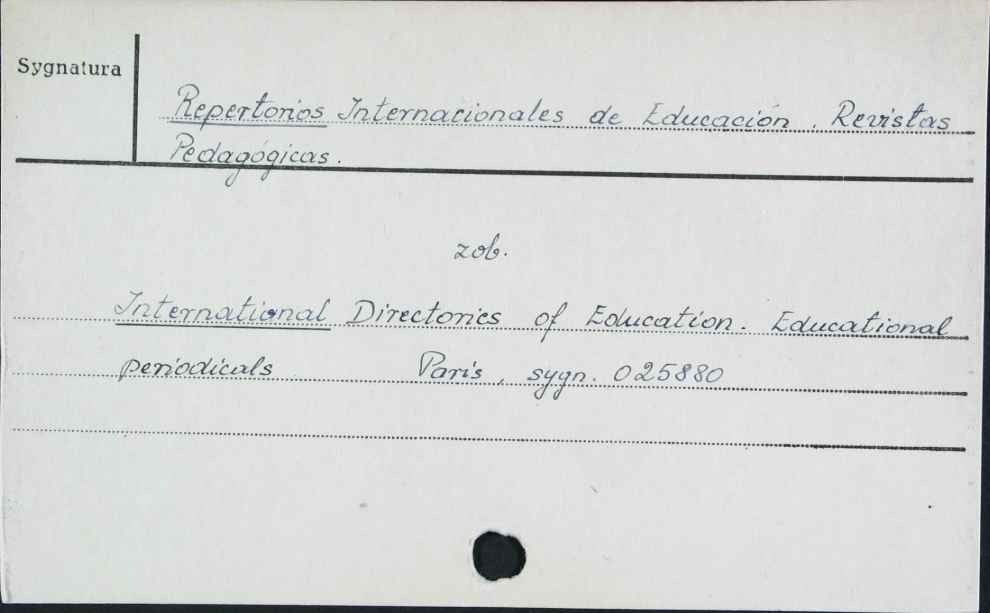 Sygnatura
Repertorios Internacionales de Educación. Revistas
Pedagógicas.
zob.
International Directories of Education. Educational
periodicals Paris, sygn. 025880